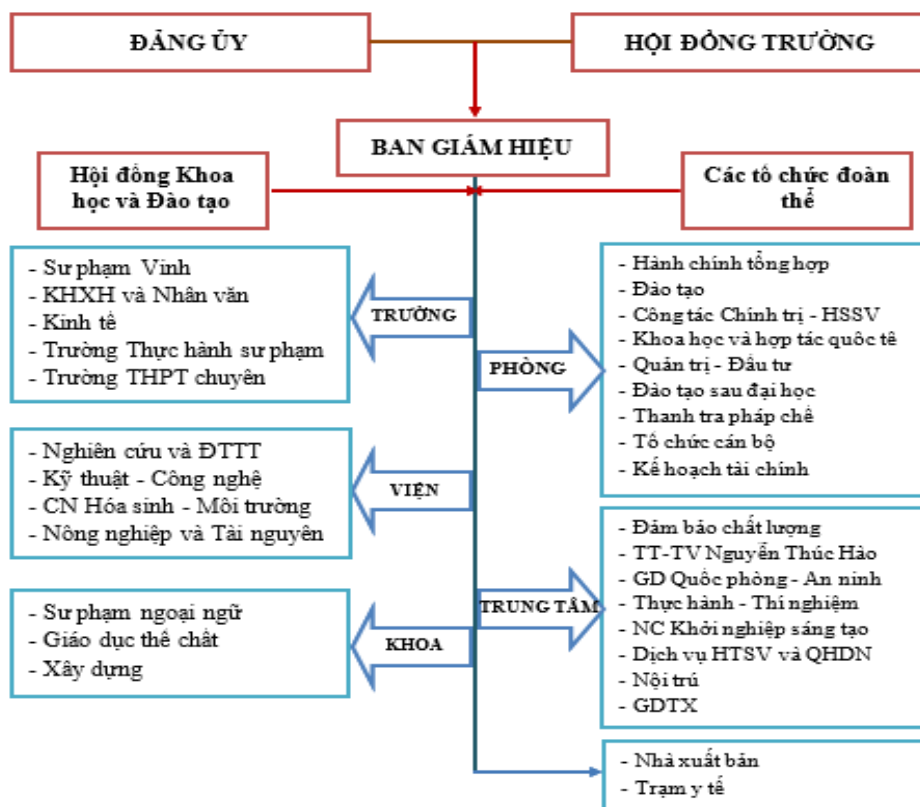 ĐẢNG ỦY
HỘI ĐỒNG TRƯỜNG
BAN GIÁM HIỆU
Hội đồng Khoa
học và Đào tạo
Các tổ chức đoàn
thể
- Sư phạm Vinh
- KHXH và Nhân văn
- Kinh tế
- Trường Thực hành sư phạm
- Trường THPT chuyên
TRƯỜNG
- Hành chính tổng hợp
- Đào tạo
- Công tác Chính trị - HSSV
- Khoa học và hợp tác quốc tế
- Quản trị - Đầu tư
- Đào tạo sau đại học
- Thanh tra pháp chế
- Tổ chức cán bộ
- Kế hoạch tài chính
PHÒNG
- Nghiên cứu và ĐTTT
- Kỹ thuật - Công nghệ
- CN Hóa sinh - Môi trường
- Nông nghiệp và Tài nguyên
VIỆN
- Đảm bảo chất lượng
- TT-TV Nguyễn Thúc Hào
- GD Quốc phòng - An ninh
- Thực hành - Thí nghiệm
- NC Khởi nghiệp sáng tạo
- Dịch vụ HTSV và QHDN
- Nội trú
- GDTX
TRUNG TÂM
- Sư phạm ngoại ngữ
- Giáo dục thể chất
- Xây dựng
KHOA
- Nhà xuất bản
- Trạm y tế